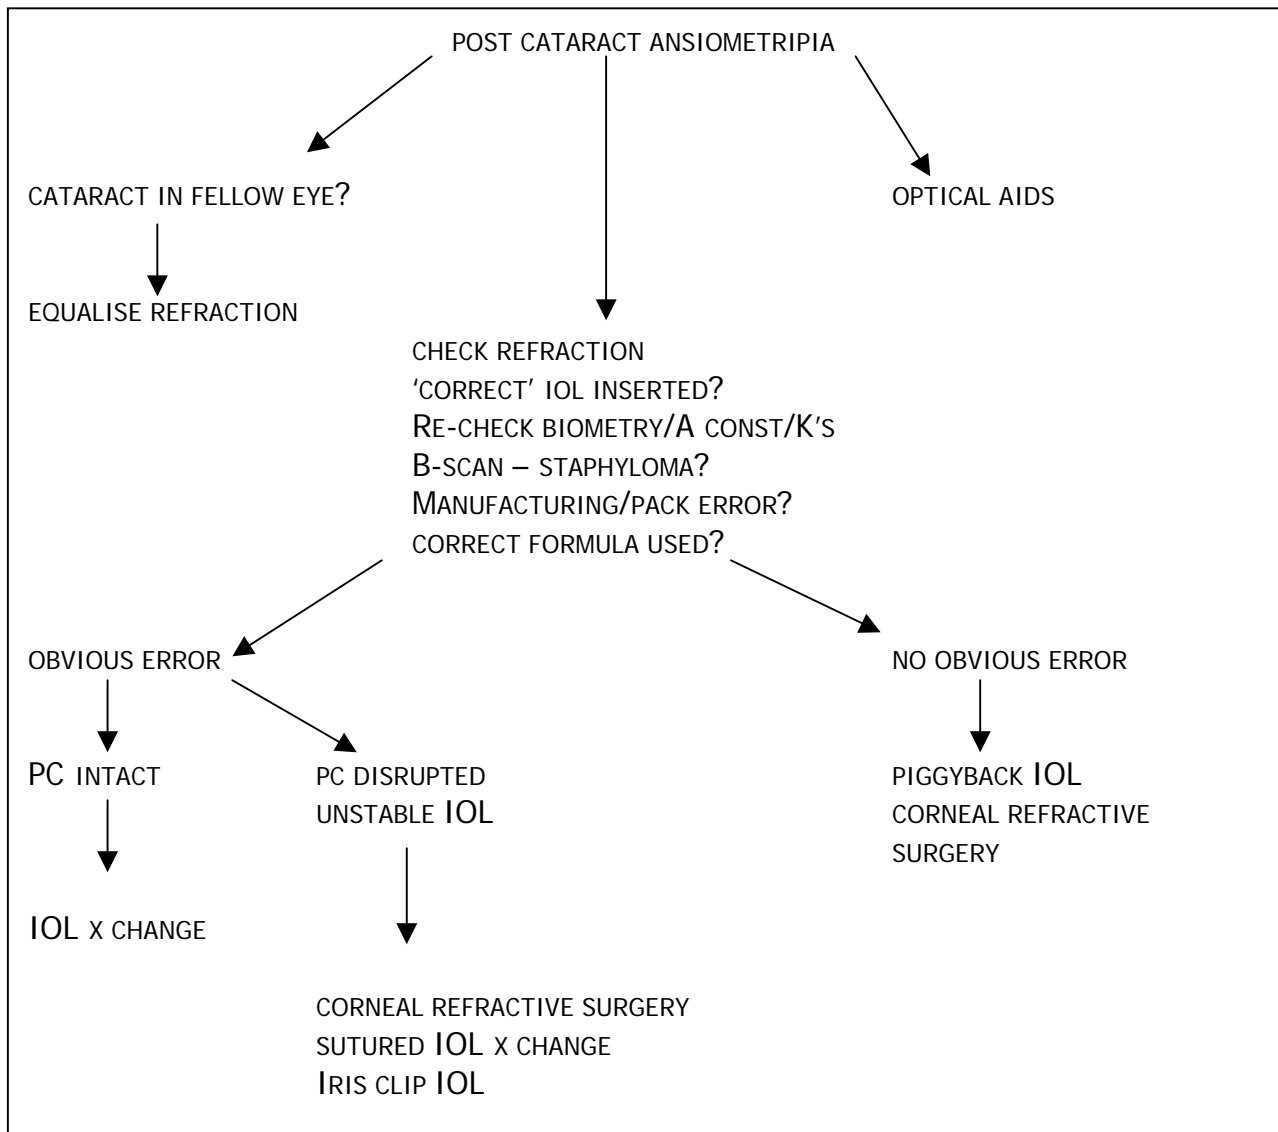 POST CATARACT ANSIOMETRIPIA
CATARACT IN FELLOW EYE?
OPTICAL AIDS
EQUALISE REFRACTION
CHECK REFRACTION
‘CORRECT’ IOL INSERTED?
RE-CHECK BIOMETRY/A CONST/K’S
B-SCAN – STAPHYLOMA?
MANUFACTURING/PACK ERROR?
CORRECT FORMULA USED?
OBVIOUS ERROR
NO OBVIOUS ERROR
PC INTACT
PC DISRUPTED
UNSTABLE IOL
PIGGYBACK IOL
CORNEAL REFRACTIVE
SURGERY
IOL X CHANGE
CORNEAL REFRACTIVE SURGERY
SUTURED IOL X CHANGE
IRIS CLIP IOL